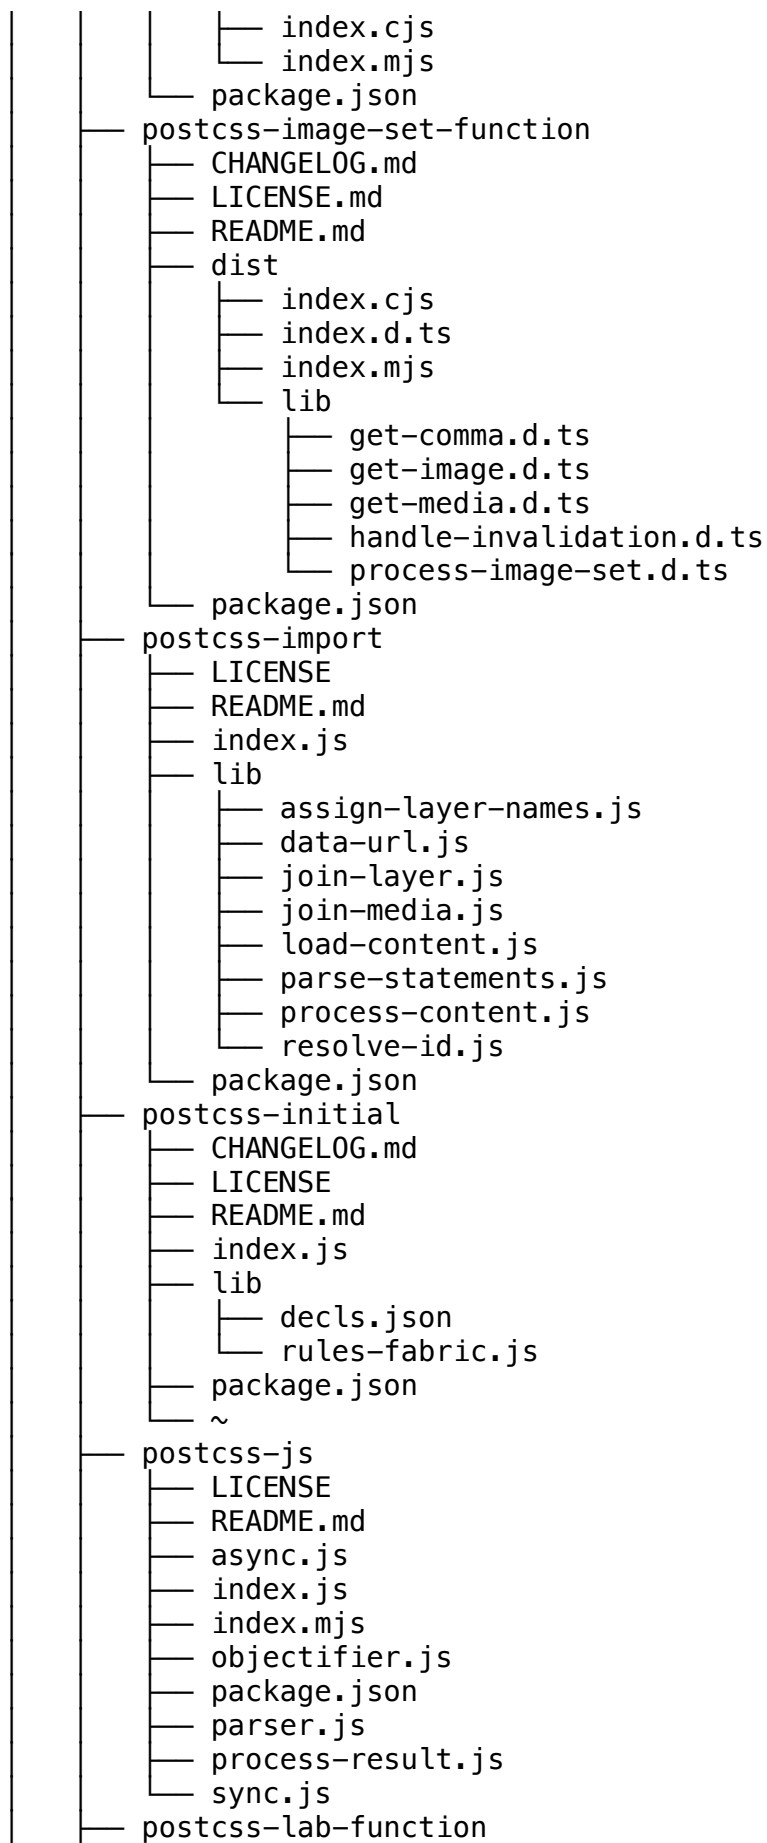 │   │   │   ├── index.cjs
│   │   │   └── index.mjs
│   │   └── package.json
│   ├── postcss-image-set-function
│   │   ├── CHANGELOG.md
│   │   ├── LICENSE.md
│   │   ├── README.md
│   │   ├── dist
│   │   │   ├── index.cjs
│   │   │   ├── index.d.ts
│   │   │   ├── index.mjs
│   │   │   └── lib
│   │   │       ├── get-comma.d.ts
│   │   │       ├── get-image.d.ts
│   │   │       ├── get-media.d.ts
│   │   │       ├── handle-invalidation.d.ts
│   │   │       └── process-image-set.d.ts
│   │   └── package.json
│   ├── postcss-import
│   │   ├── LICENSE
│   │   ├── README.md
│   │   ├── index.js
│   │   ├── lib
│   │   │   ├── assign-layer-names.js
│   │   │   ├── data-url.js
│   │   │   ├── join-layer.js
│   │   │   ├── join-media.js
│   │   │   ├── load-content.js
│   │   │   ├── parse-statements.js
│   │   │   ├── process-content.js
│   │   │   └── resolve-id.js
│   │   └── package.json
│   ├── postcss-initial
│   │   ├── CHANGELOG.md
│   │   ├── LICENSE
│   │   ├── README.md
│   │   ├── index.js
│   │   ├── lib
│   │   │   ├── decls.json
│   │   │   └── rules-fabric.js
│   │   ├── package.json
│   │   └── ~
│   ├── postcss-js
│   │   ├── LICENSE
│   │   ├── README.md
│   │   ├── async.js
│   │   ├── index.js
│   │   ├── index.mjs
│   │   ├── objectifier.js
│   │   ├── package.json
│   │   ├── parser.js
│   │   ├── process-result.js
│   │   └── sync.js
│   ├── postcss-lab-function